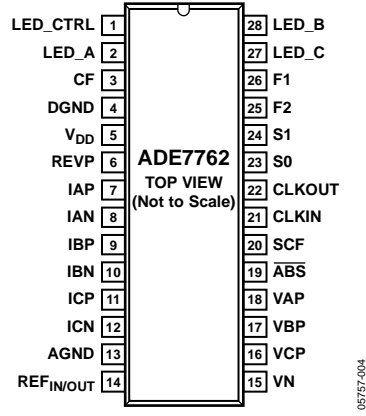 LED_CTRL 1
LED_A 2
CF 3
DGND 4
VDD 5
REVP 6
IAP 7
IAN 8
IBP 9
IBN 10
ICP 11
ICN 12
AGND 13
REFIN/OUT 14
ADE7762
TOP VIEW
(Not to Scale)
28 LED_B
27 LED_C
26 F1
25 F2
24 S1
23 S0
22 CLKOUT
21 CLKIN
20 SCF
19 A̅B̅S̅
18 VAP
17 VBP
16 VCP
15 VN
05757-004